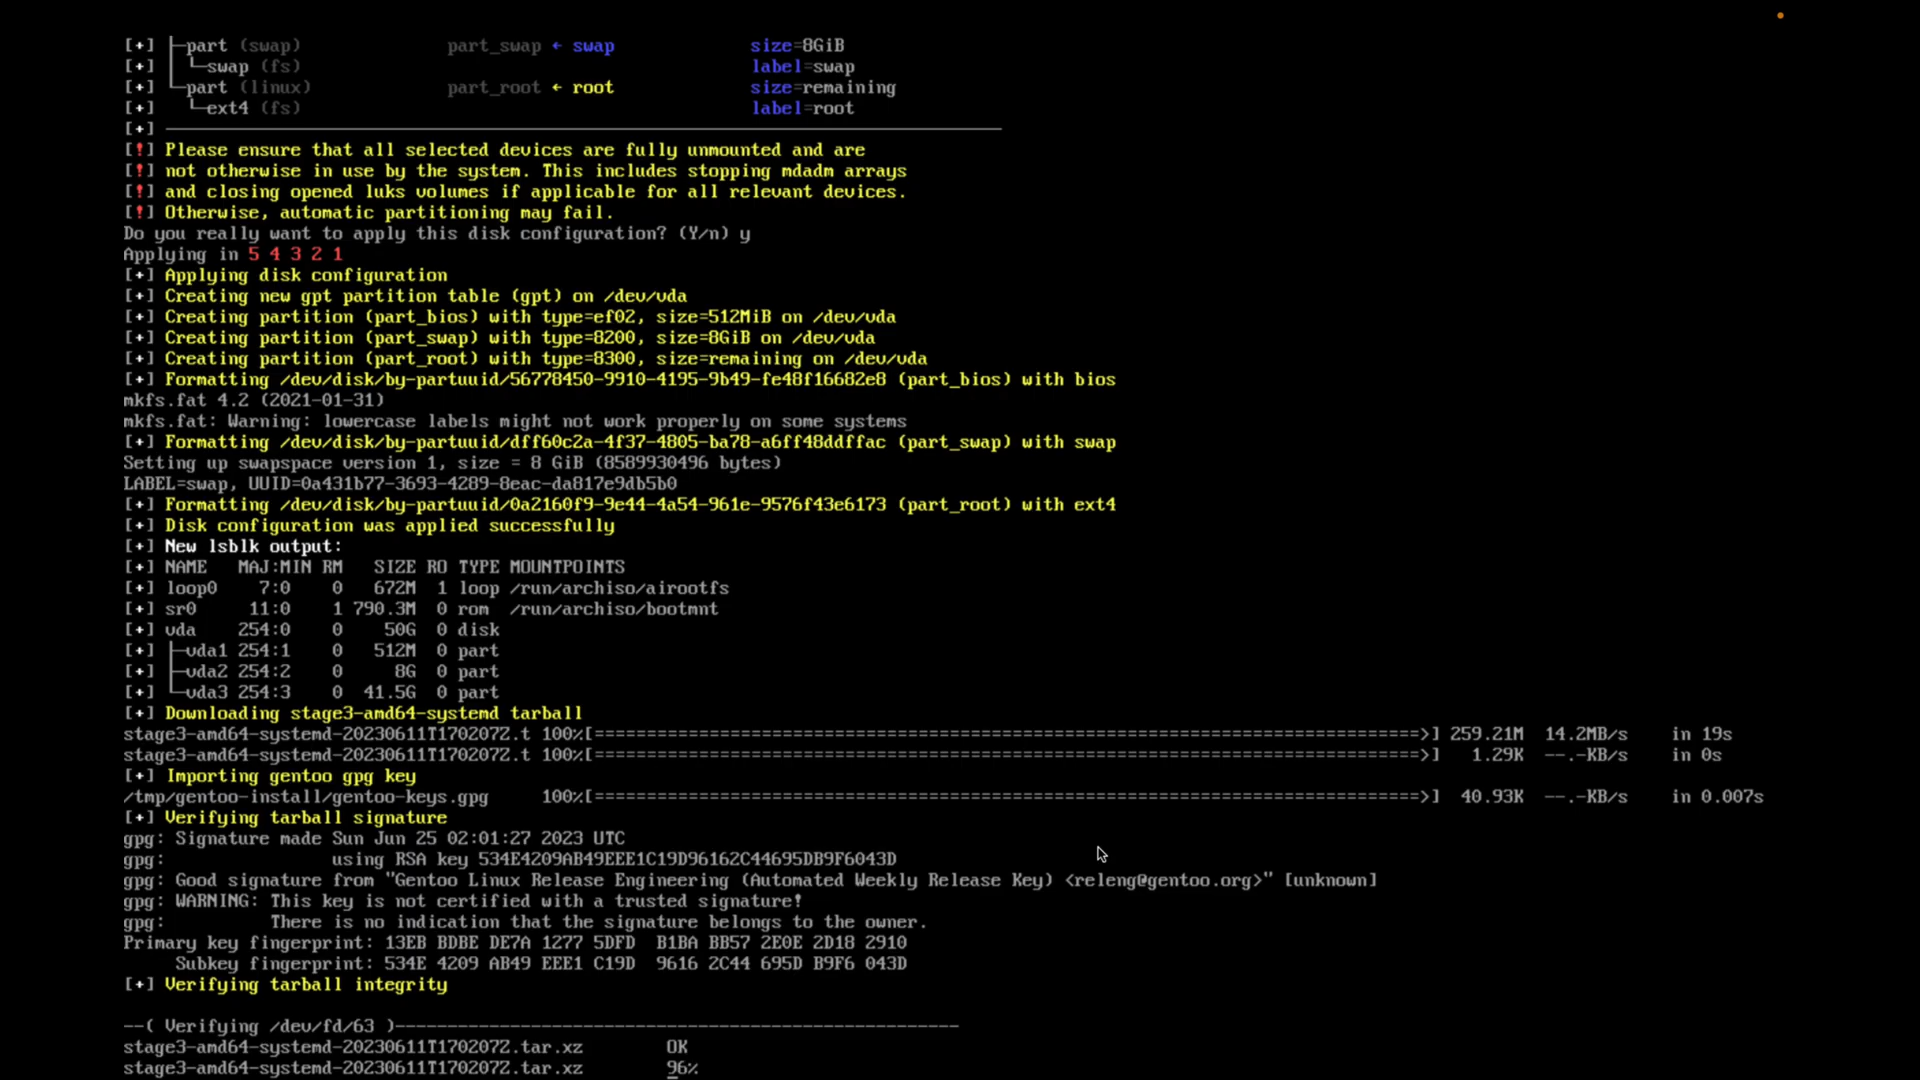 [+] ├─part (swap) part_swap ← swap size=8GiB
[+] │ └─swap (fs) label=swap
[+] └─part (linux) part_root ← root size=remaining
[+]   └─ext4 (fs) label=root
[+] ────────────────────────────────────────────────────────────────────────────────
[!] Please ensure that all selected devices are fully unmounted and are
[!] not otherwise in use by the system. This includes stopping mdadm arrays
[!] and closing opened luks volumes if applicable for all relevant devices.
[!] Otherwise, automatic partitioning may fail.
Do you really want to apply this disk configuration? (Y/n) y
Applying in 5 4 3 2 1
[+] Applying disk configuration
[+] Creating new gpt partition table (gpt) on /dev/vda
[+] Creating partition (part_bios) with type=ef02, size=512MiB on /dev/vda
[+] Creating partition (part_swap) with type=8200, size=8GiB on /dev/vda
[+] Creating partition (part_root) with type=8300, size=remaining on /dev/vda
[+] Formatting /dev/disk/by-partuuid/56778450-9910-4195-9b49-fe48f16682e8 (part_bios) with bios
mkfs.fat 4.2 (2021-01-31)
mkfs.fat: Warning: lowercase labels might not work properly on some systems
[+] Formatting /dev/disk/by-partuuid/dff60c2a-4f37-4805-ba78-a6ff48ddffac (part_swap) with swap
Setting up swapspace version 1, size = 8 GiB (8589930496 bytes)
LABEL=swap, UUID=0a431b77-3693-4289-8eac-da817e9db5b0
[+] Formatting /dev/disk/by-partuuid/0a2160f9-9e44-4a54-961e-9576f43e6173 (part_root) with ext4
[+] Disk configuration was applied successfully
[+] New lsblk output:
[+] NAME   MAJ:MIN RM   SIZE RO TYPE MOUNTPOINTS
[+] loop0    7:0    0   672M  1 loop /run/archiso/airootfs
[+] sr0     11:0    1 790.3M  0 rom  /run/archiso/bootmnt
[+] vda    254:0    0    50G  0 disk
[+] ├─vda1 254:1    0   512M  0 part
[+] ├─vda2 254:2    0     8G  0 part
[+] └─vda3 254:3    0  41.5G  0 part
[+] Downloading stage3-amd64-systemd tarball
stage3-amd64-systemd-20230611T170207Z.t 100%[===============================================================================>] 259.21M  14.2MB/s    in 19s
stage3-amd64-systemd-20230611T170207Z.t 100%[===============================================================================>]   1.29K  --.-KB/s    in 0s
[+] Importing gentoo gpg key
/tmp/gentoo-install/gentoo-keys.gpg     100%[===============================================================================>]  40.93K  --.-KB/s    in 0.007s
[+] Verifying tarball signature
gpg: Signature made Sun Jun 25 02:01:27 2023 UTC
gpg:                using RSA key 534E4209AB49EEE1C19D96162C44695DB9F6043D
gpg: Good signature from "Gentoo Linux Release Engineering (Automated Weekly Release Key) <releng@gentoo.org>" [unknown]
gpg: WARNING: This key is not certified with a trusted signature!
gpg:          There is no indication that the signature belongs to the owner.
Primary key fingerprint: 13EB BDBE DE7A 1277 5DFD  B1BA BB57 2E0E 2D18 2910
     Subkey fingerprint: 534E 4209 AB49 EEE1 C19D  9616 2C44 695D B9F6 043D
[+] Verifying tarball integrity
--( Verifying /dev/fd/63 )------------------------------------------------------
stage3-amd64-systemd-20230611T170207Z.tar.xz        OK
stage3-amd64-systemd-20230611T170207Z.tar.xz        96%